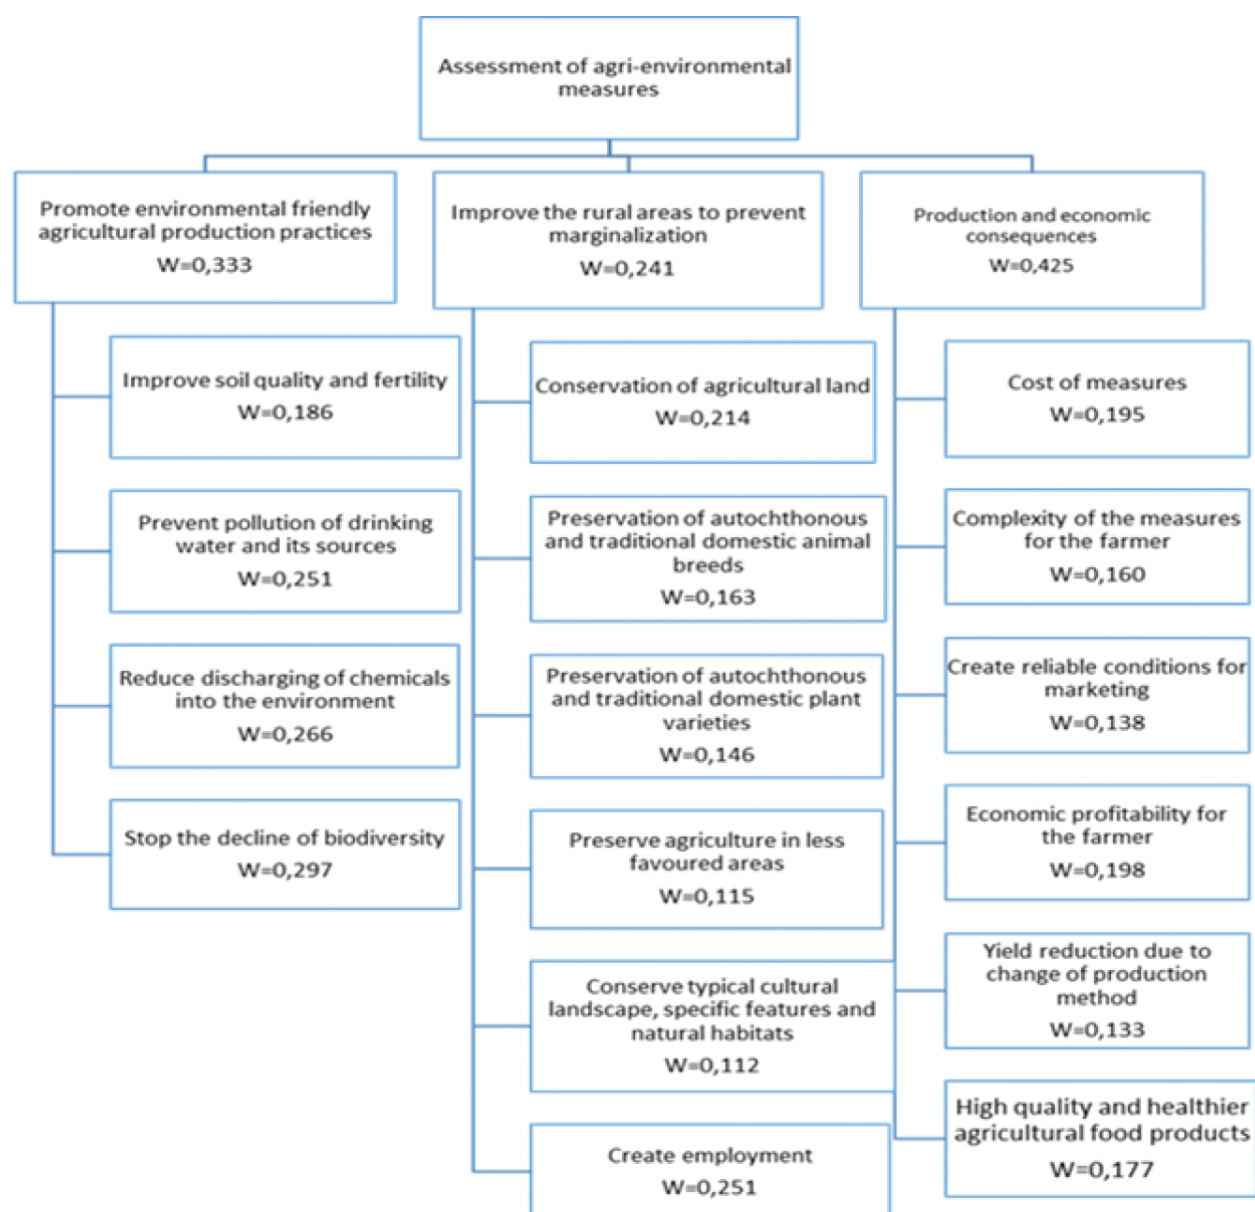 Assessment of agri-environmental
measures
Promote environmental friendly
agricultural production practices
W=0,333
Improve soil quality and fertility
W=0,186
Prevent pollution of drinking
water and its sources
W=0,251
Reduce discharging of chemicals
into the environment
W=0,266
Stop the decline of biodiversity
W=0,297
Improve the rural areas to prevent
marginalization
W=0,241
Conservation of agricultural land
W=0,214
Preservation of autochthonous
and traditional domestic animal
breeds
W=0,163
Preservation of autochthonous
and traditional domestic plant
varieties
W=0,146
Preserve agriculture in less
favoured areas
W=0,115
Conserve typical cultural
landscape, specific features and
natural habitats
W=0,112
Create employment
W=0,251
Production and economic
consequences
W=0,425
Cost of measures
W=0,195
Complexity of the measures
for the farmer
W=0,160
Create reliable conditions for
marketing
W=0,138
Economic profitability for
the farmer
W=0,198
Yield reduction due to
change of production
method
W=0,133
High quality and healthier
agricultural food products
W=0,177